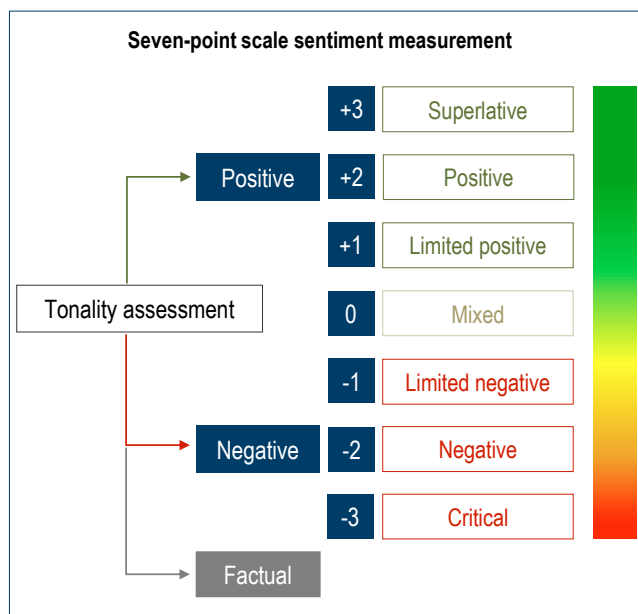 Seven-point scale sentiment measurement
+3 Superlative
Positive +2 Positive
+1 Limited positive
Tonality assessment
0 Mixed
-1 Limited negative
Negative -2 Negative
-3 Critical
Factual